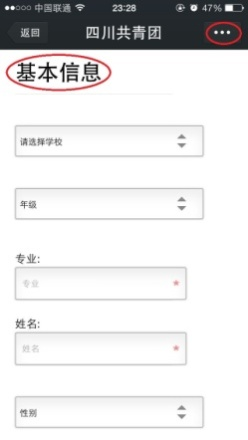 中国联通 23:28 47%
返回 四川共青团
基本信息
请选择学校
年级
专业:
专业 *
姓名:
姓名 *
性别